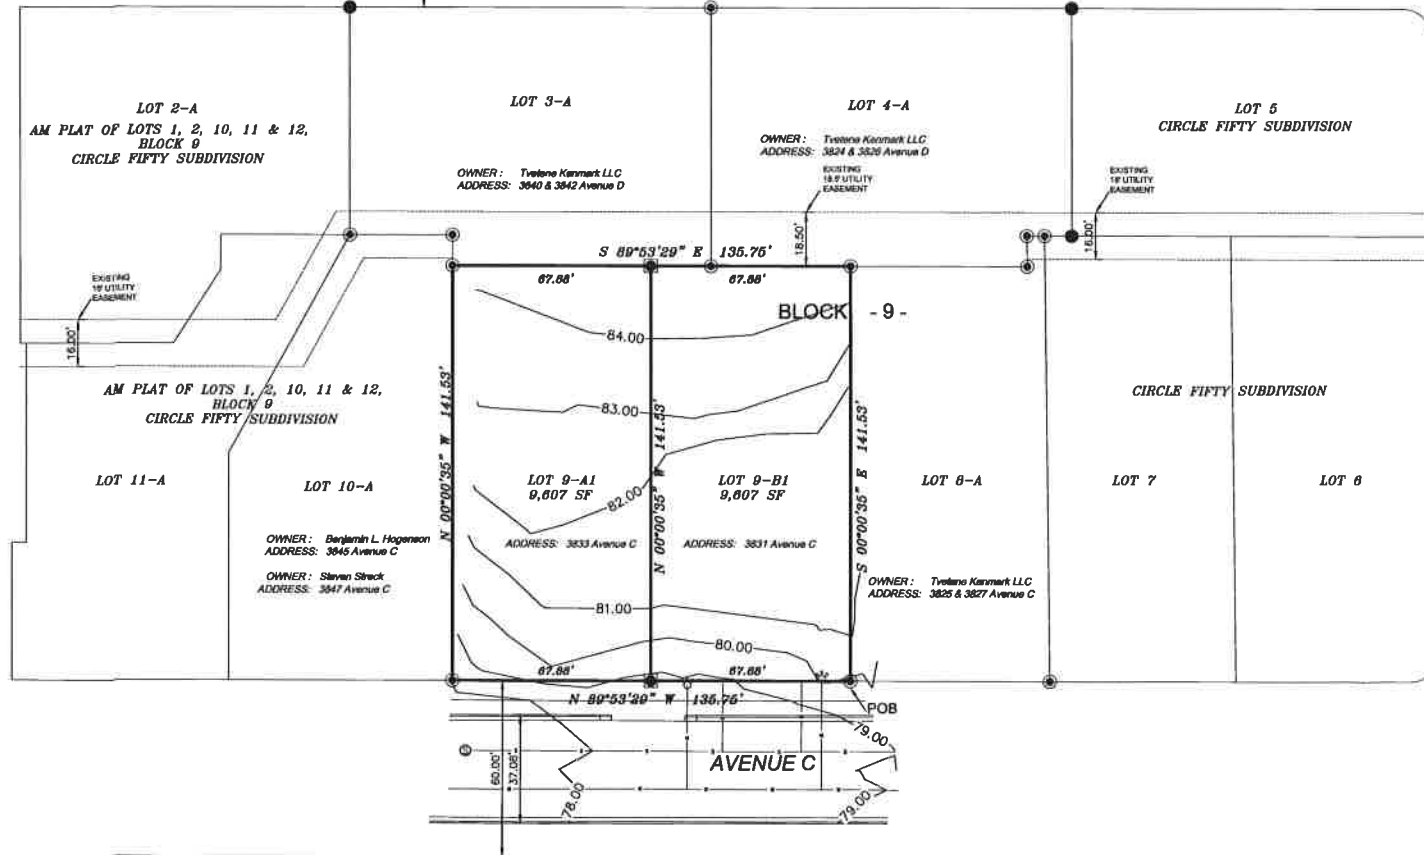 LOT 2-A
AM PLAT OF LOTS 1, 2, 10, 11 & 12,
BLOCK 9
CIRCLE FIFTY SUBDIVISION
LOT 3-A
OWNER : Tvetene Kenmark LLC
ADDRESS: 3840 & 3842 Avenue D
LOT 4-A
OWNER : Tvetene Kenmark LLC
ADDRESS: 3824 & 3826 Avenue D
EXISTING
18.5' UTILITY
EASEMENT
18.50'
LOT 5
CIRCLE FIFTY SUBDIVISION
EXISTING
16' UTILITY
EASEMENT
16.00'
S 89°53'29" E 135.75'
67.88'
67.88'
BLOCK - 9 -
EXISTING
16' UTILITY
EASEMENT
16.00'
84.00
83.00
82.00
81.00
80.00
AM PLAT OF LOTS 1, 2, 10, 11 & 12,
BLOCK 9
CIRCLE FIFTY SUBDIVISION
CIRCLE FIFTY SUBDIVISION
N 00°00'35" W 141.53'
N 00°00'35" W 141.53'
S 00°00'35" E 141.53'
LOT 11-A
LOT 10-A
OWNER : Benjamin L. Hogenson
ADDRESS: 3845 Avenue C
OWNER : Steven Streck
ADDRESS: 3847 Avenue C
LOT 9-A1
9,607 SF
ADDRESS: 3833 Avenue C
LOT 9-B1
9,607 SF
ADDRESS: 3831 Avenue C
LOT 8-A
OWNER : Tvetene Kenmark LLC
ADDRESS: 3825 & 3827 Avenue C
LOT 7
LOT 6
67.88'
67.88'
N 89°53'29" W 135.75'
POB
79.00
AVENUE C
60.00'
37.08'
78.00
79.00